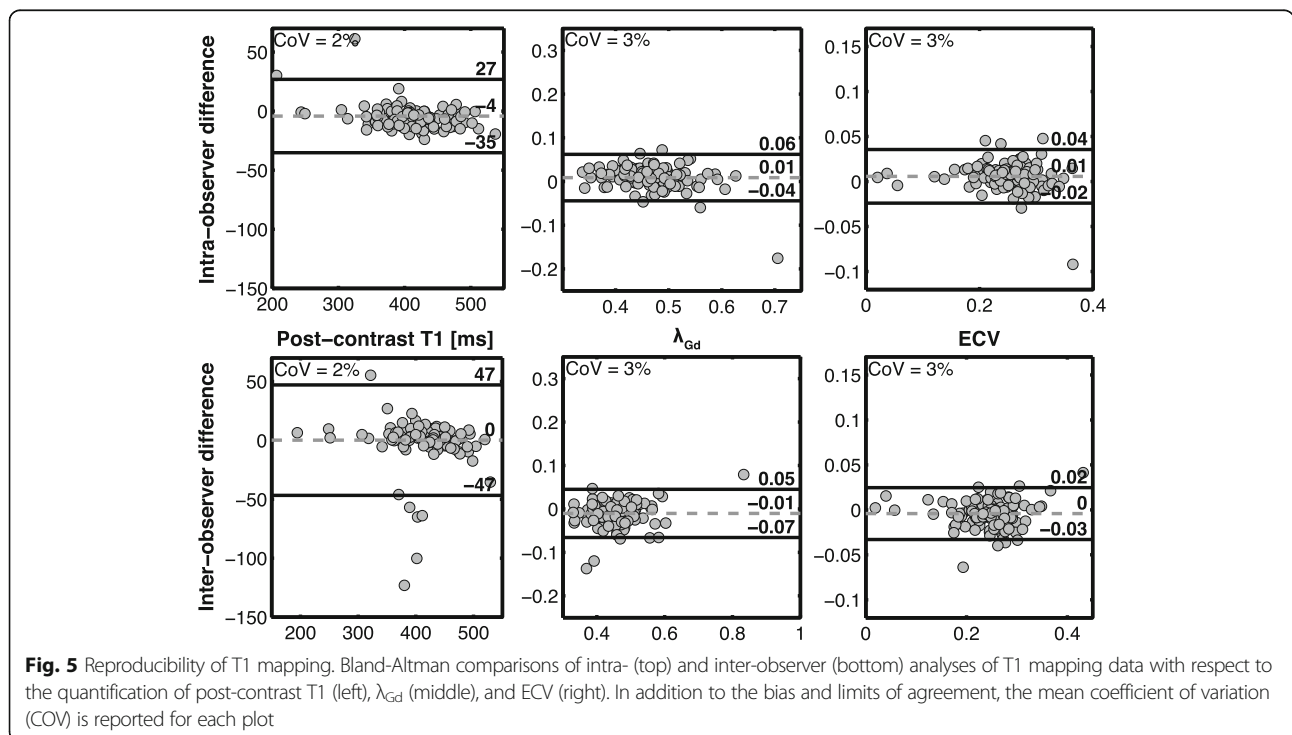 CoV = 2%
CoV = 3%
CoV = 3%
Intra−observer difference
50
0
−50
−100
−150
27
−4
−35
200 300 400 500
0.3
0.2
0.1
0
−0.1
−0.2
0.06
0.01
−0.04
0.4 0.5 0.6 0.7
0.15
0.1
0.05
0
−0.05
−0.1
0.04
0.01
−0.02
0 0.2 0.4
Post−contrast T1 [ms]
λGd
ECV
CoV = 2%
CoV = 3%
CoV = 3%
Inter−observer difference
50
0
−50
−100
−150
47
0
−47
200 300 400 500
0.3
0.2
0.1
0
−0.1
−0.2
0.05
−0.01
−0.07
0.4 0.6 0.8 1
0.15
0.1
0.05
0
−0.05
−0.1
0.02
0
−0.03
0 0.2 0.4
Fig. 5 Reproducibility of T1 mapping. Bland-Altman comparisons of intra- (top) and inter-observer (bottom) analyses of T1 mapping data with respect to
the quantification of post-contrast T1 (left), λGd (middle), and ECV (right). In addition to the bias and limits of agreement, the mean coefficient of variation
(COV) is reported for each plot